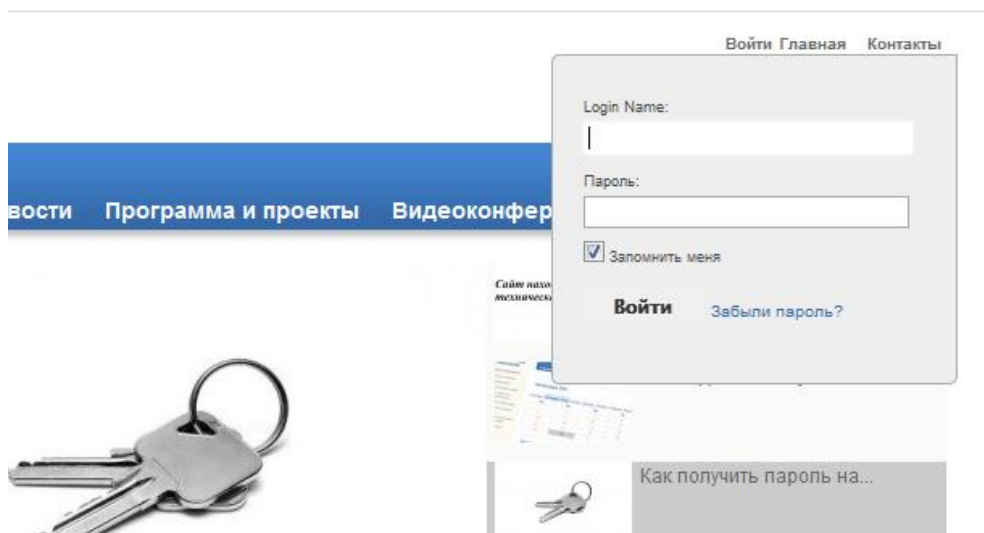 Войти Главная Контакты
Login Name:
Пароль:
вости Программа и проекты Видеоконфер
Запомнить меня
Сайт нахо
техническ
Войти Забыли пароль?
Как получить пароль на...